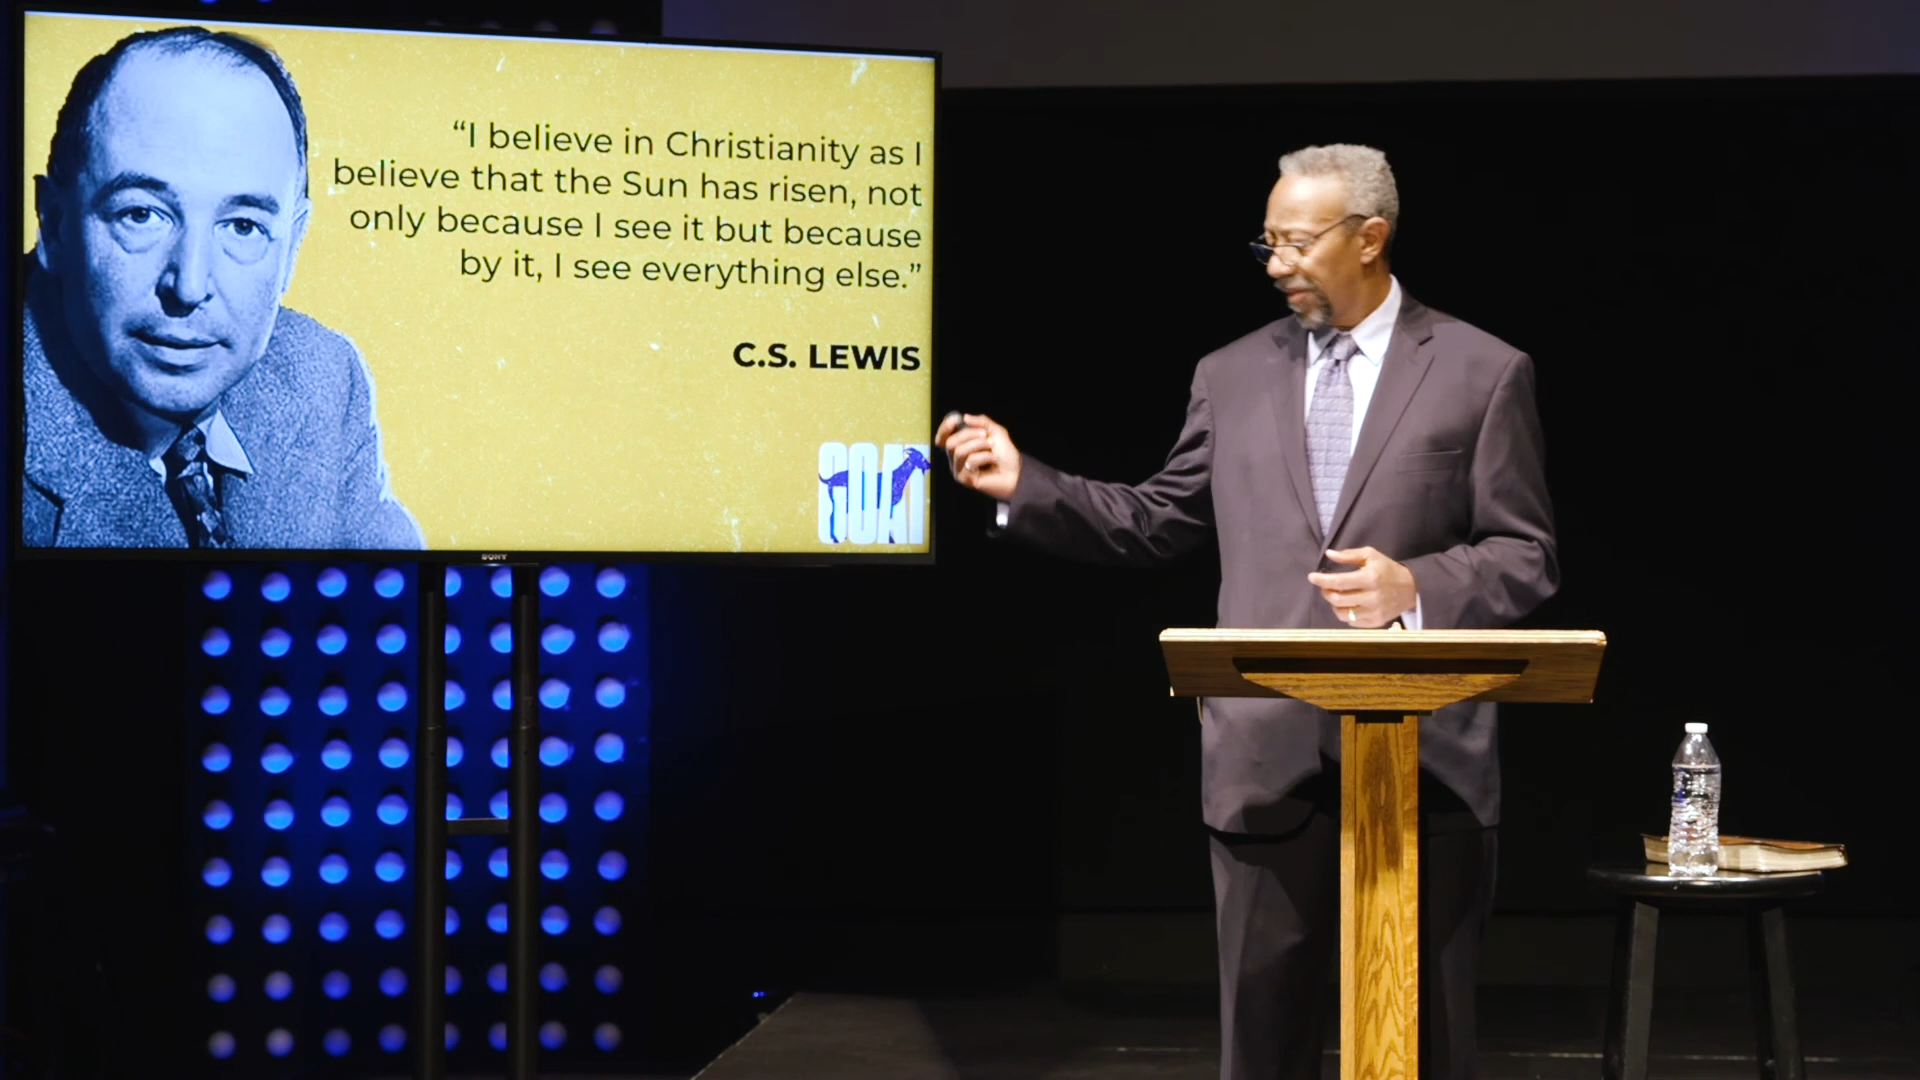 “I believe in Christianity as I
believe that the Sun has risen, not
only because I see it but because
by it, I see everything else.”
C.S. LEWIS
GOAT
SONY